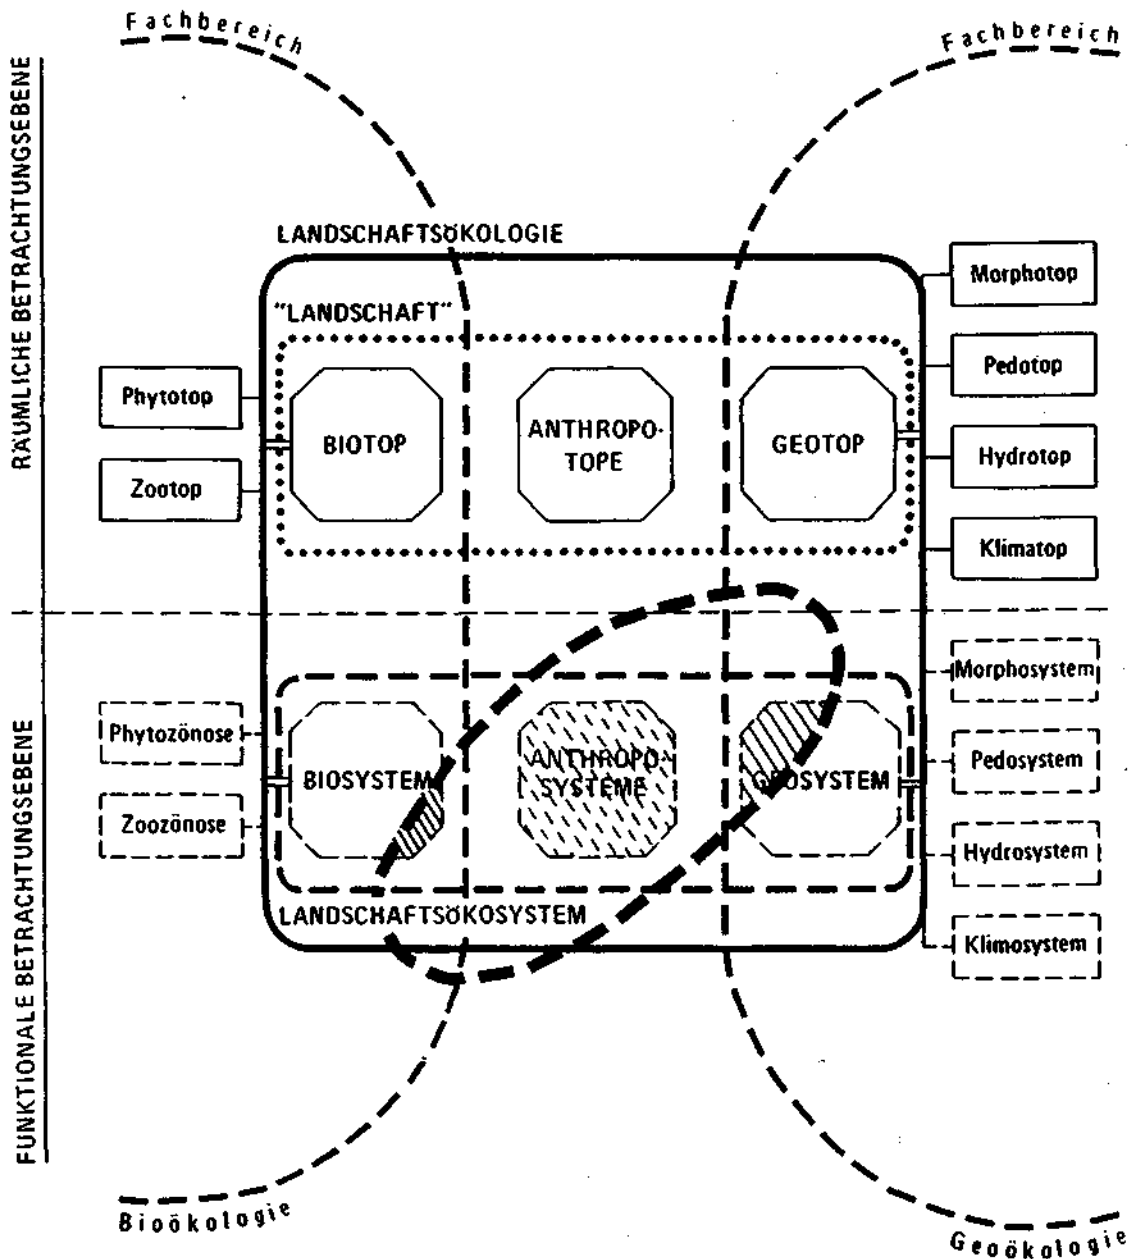 Fachbereich
Fachbereich
RÄUMLICHE BETRACHTUNGSEBENE
LANDSCHAFTSÖKOLOGIE
"LANDSCHAFT"
Phytotop
Zootop
BIOTOP
ANTHROPO-
TOPE
GEOTOP
Morphotop
Pedotop
Hydrotop
Klimatop
FUNKTIONALE BETRACHTUNGSEBENE
Phytozönose
Zoozönose
BIOSYSTEM
ANTHROPO-
SYSTEME
GEOSYSTEM
LANDSCHAFTSÖKOSYSTEM
Morphosystem
Pedosystem
Hydrosystem
Klimosystem
Bioökologie
Geoökologie